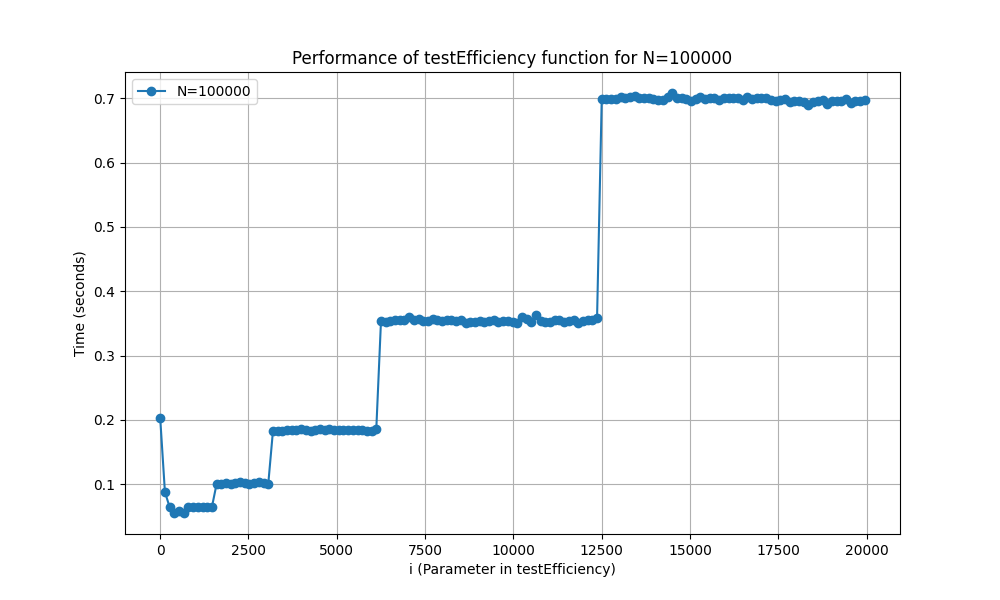 Performance of testEfficiency function for N=100000
N=100000
0.7
0.6
0.5
0.4
0.3
0.2
0.1
Time (seconds)
0 2500 5000 7500 10000 12500 15000 17500 20000
i (Parameter in testEfficiency)